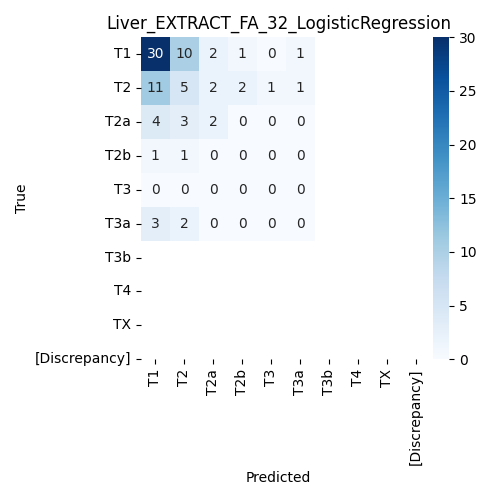 Liver_EXTRACT_FA_32_LogisticRegression
T1 30 10 2 1 0 1
T2 11 5 2 2 1 1
T2a 4 3 2 0 0 0
T2b 1 1 0 0 0 0
T3 0 0 0 0 0 0
T3a 3 2 0 0 0 0
T3b
T4
TX
[Discrepancy]
True
T1 T2 T2a T2b T3 T3a T3b T4 TX [Discrepancy]
Predicted
30
25
20
15
10
5
0